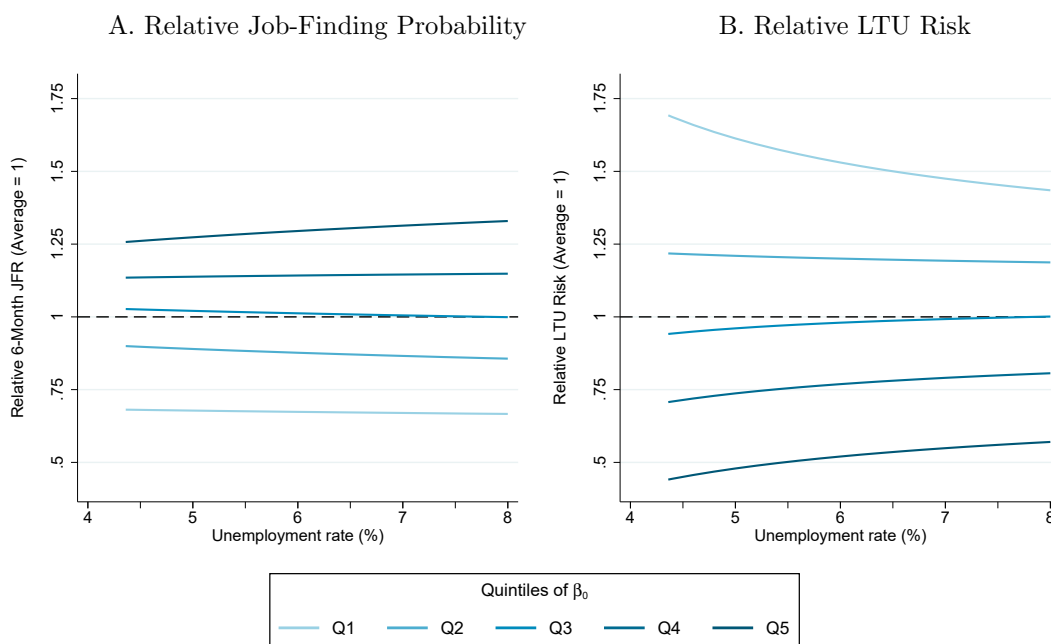 A. Relative Job-Finding Probability
Relative 6-Month JFR (Average = 1)
1.75
1.5
1.25
1
.75
.5
4 5 6 7 8
Unemployment rate (%)
B. Relative LTU Risk
Relative LTU Risk (Average = 1)
1.75
1.5
1.25
1
.75
.5
4 5 6 7 8
Unemployment rate (%)
Quintiles of β₀
Q1 Q2 Q3 Q4 Q5